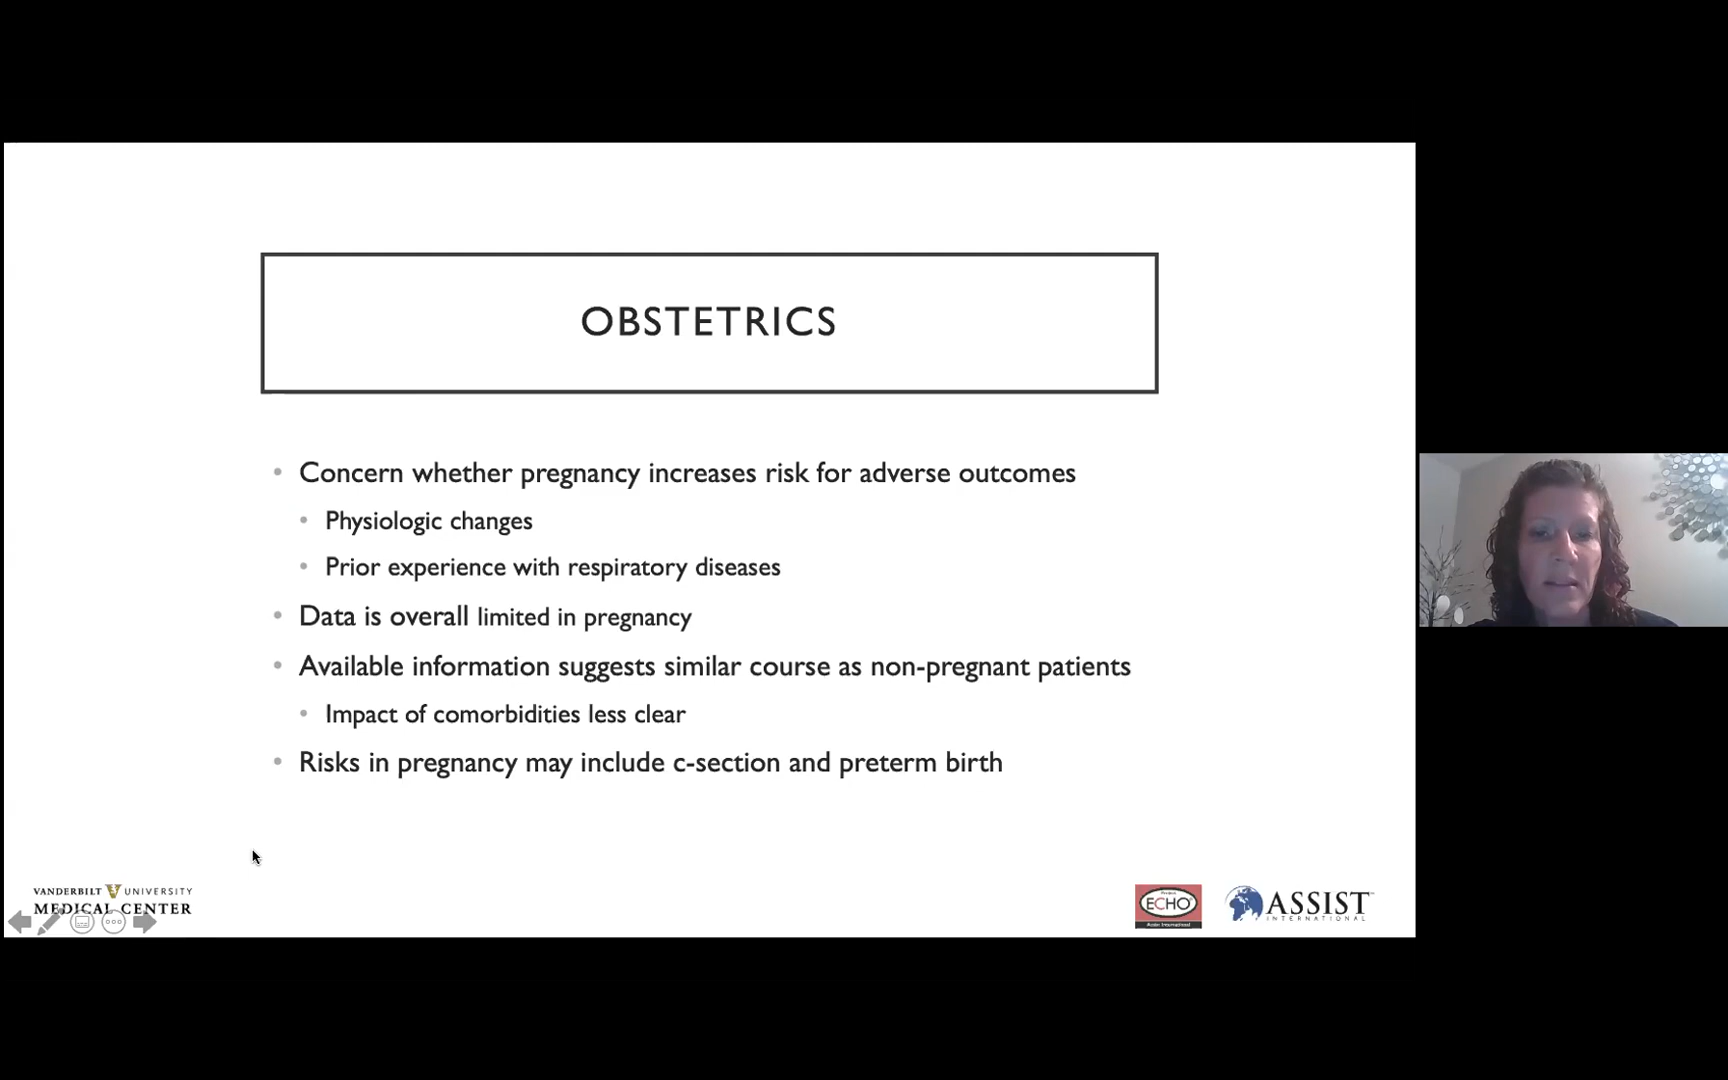 OBSTETRICS
Concern whether pregnancy increases risk for adverse outcomes
Physiologic changes
Prior experience with respiratory diseases
Data is overall limited in pregnancy
Available information suggests similar course as non-pregnant patients
Impact of comorbidities less clear
Risks in pregnancy may include c-section and preterm birth
VANDERBILT V UNIVERSITY
MEDICAL CENTER
ECHO
ASSIST
INTERNATIONAL